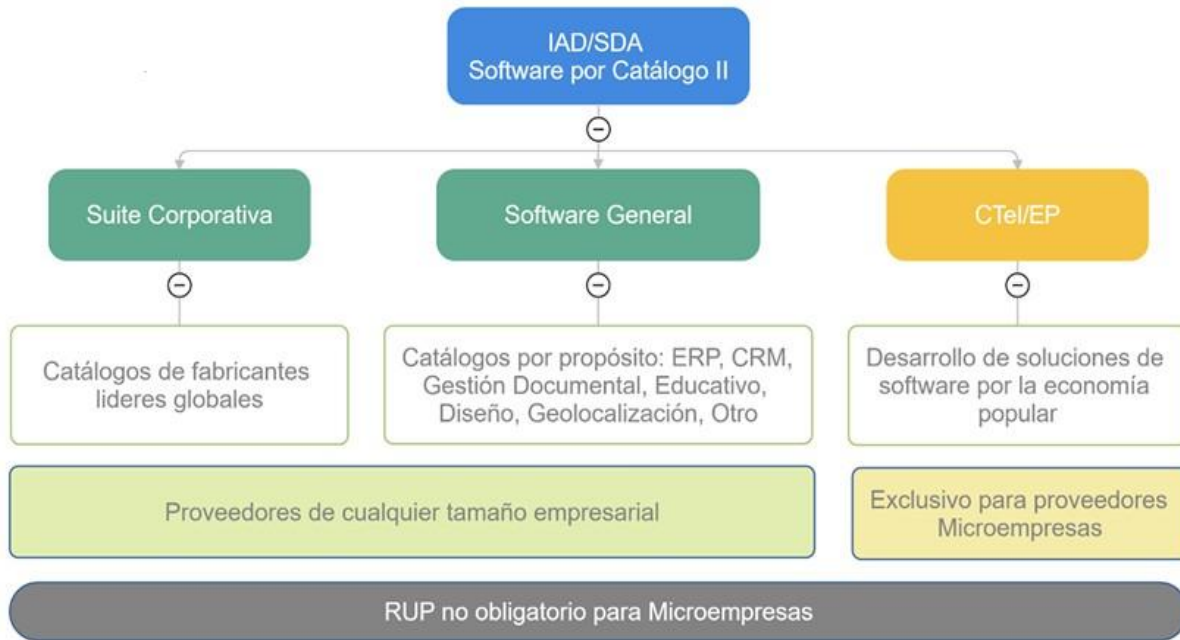 IAD/SDA
Software por Catálogo II
Suite Corporativa
Software General
CTeI/EP
Catálogos de fabricantes
lideres globales
Catálogos por propósito: ERP, CRM,
Gestión Documental, Educativo,
Diseño, Geolocalización, Otro
Desarrollo de soluciones de
software por la economía
popular
Proveedores de cualquier tamaño empresarial
Exclusivo para proveedores
Microempresas
RUP no obligatorio para Microempresas